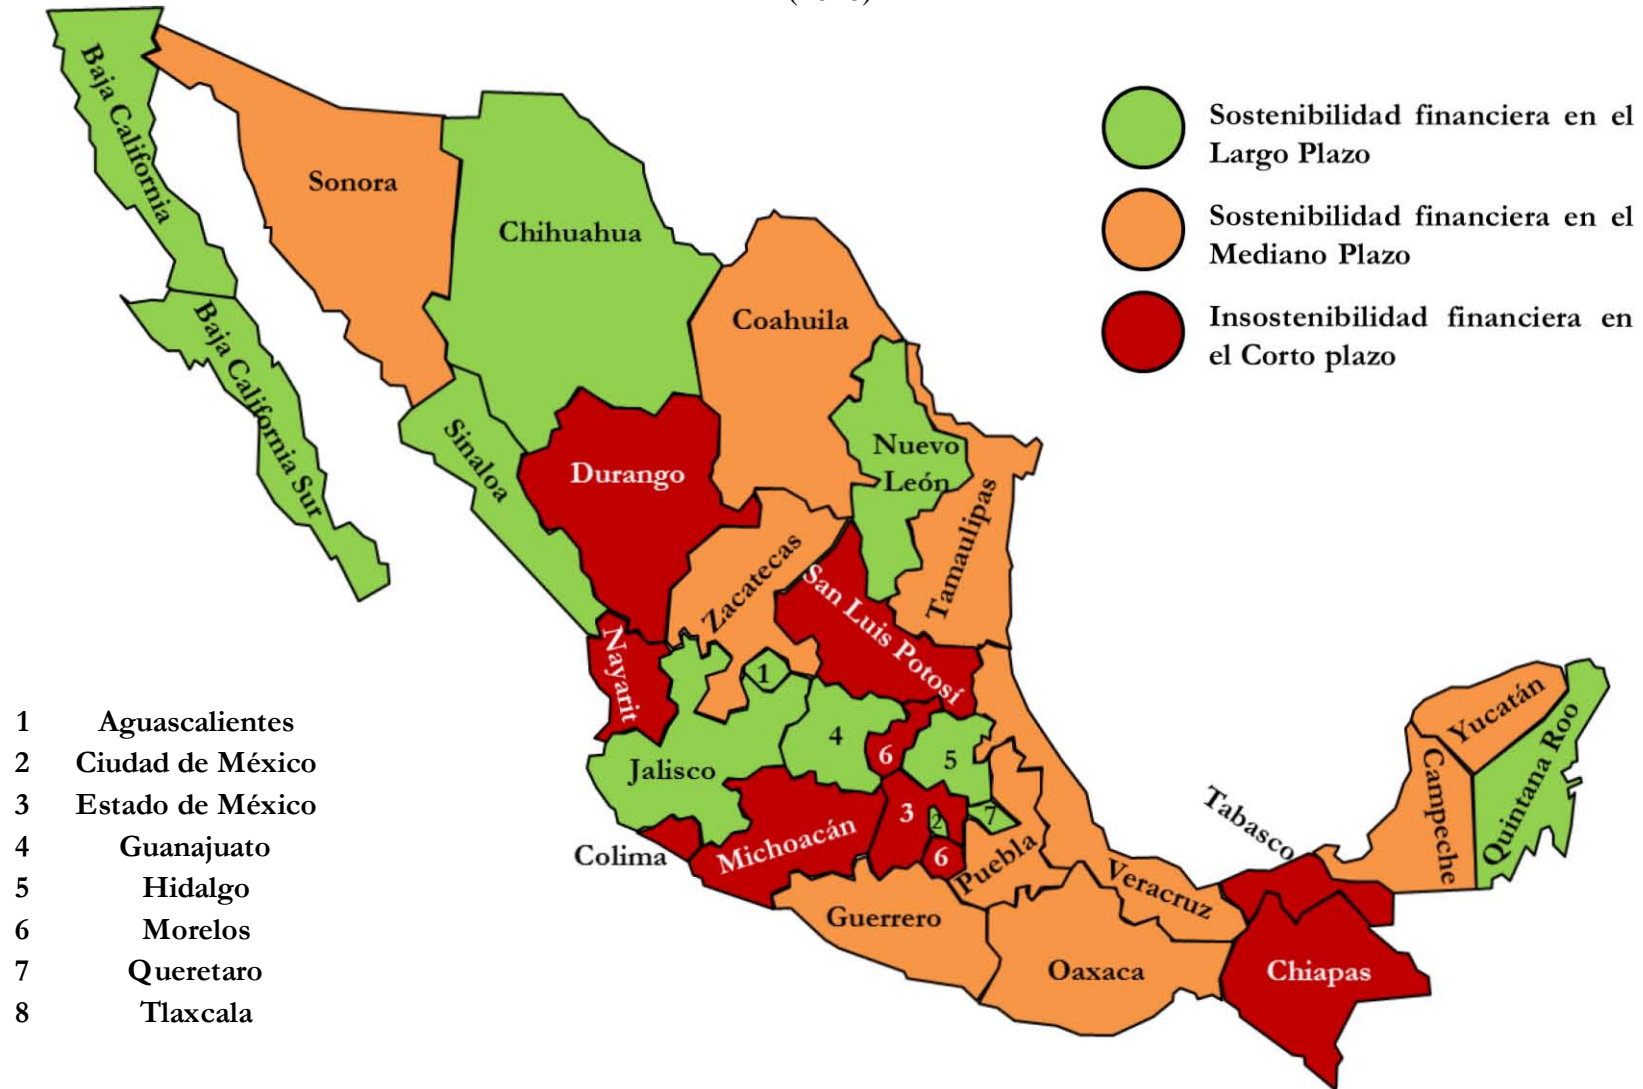 Baja California
Baja California Sur
Sonora
Chihuahua
Sinaloa
Durango
Coahuila
Nuevo
León
Tamaulipas
Zacatecas
San Luis Potosí
Nayarit
1
Jalisco
4
6
5
Colima
Michoacán
3
2
7
6
Puebla
Guerrero
Veracruz
Oaxaca
Tabasco
Chiapas
Campeche
Yucatán
Quintana Roo
Sostenibilidad financiera en el
Largo Plazo
Sostenibilidad financiera en el
Mediano Plazo
Insostenibilidad financiera en
el Corto plazo
1 Aguascalientes
2 Ciudad de México
3 Estado de México
4 Guanajuato
5 Hidalgo
6 Morelos
7 Queretaro
8 Tlaxcala